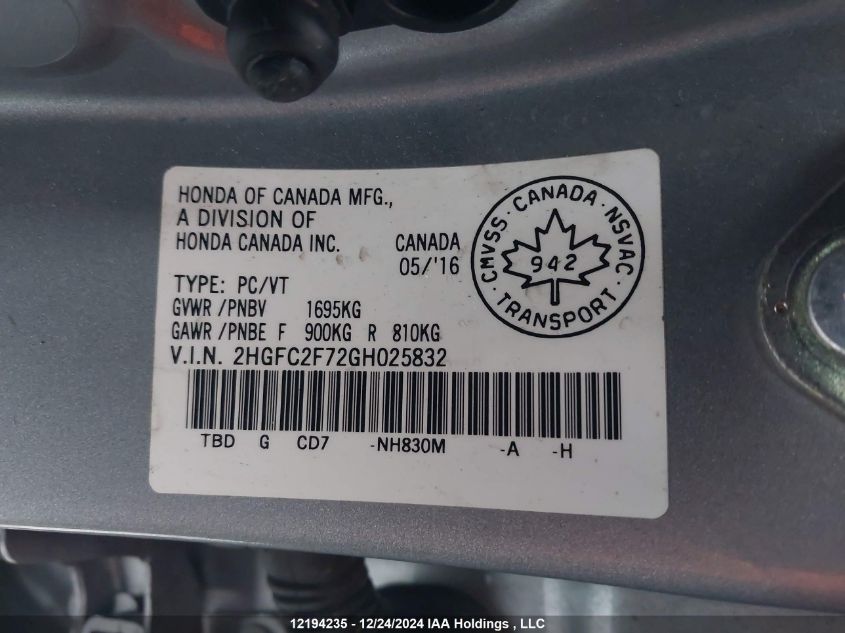 HONDA OF CANADA MFG.,
A DIVISION OF
HONDA CANADA INC. CANADA
05/'16
TYPE: PC/VT
GVWR /PNBV 1695KG
GAWR /PNBE F 900KG R 810KG
V.I.N. 2HGFC2F72GH025832
TBD G CD7 -NH830M -A -H
CMVSS · CANADA · NSVAC · TRANSPORT ·
942
12194235 - 12/24/2024 IAA Holdings , LLC